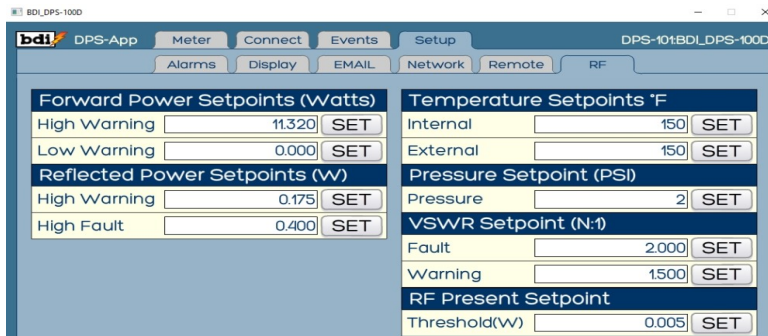 BDI_DPS-100D
bdi DPS-App Meter Connect Events Setup DPS-101:BDI_DPS-100D
Alarms Display EMAIL Network Remote RF
Forward Power Setpoints (Watts)
High Warning 11.320 SET
Low Warning 0.000 SET
Reflected Power Setpoints (W)
High Warning 0.175 SET
High Fault 0.400 SET
Temperature Setpoints °F
Internal 150 SET
External 150 SET
Pressure Setpoint (PSI)
Pressure 2 SET
VSWR Setpoint (N:1)
Fault 2.000 SET
Warning 1.500 SET
RF Present Setpoint
Threshold(W) 0.005 SET